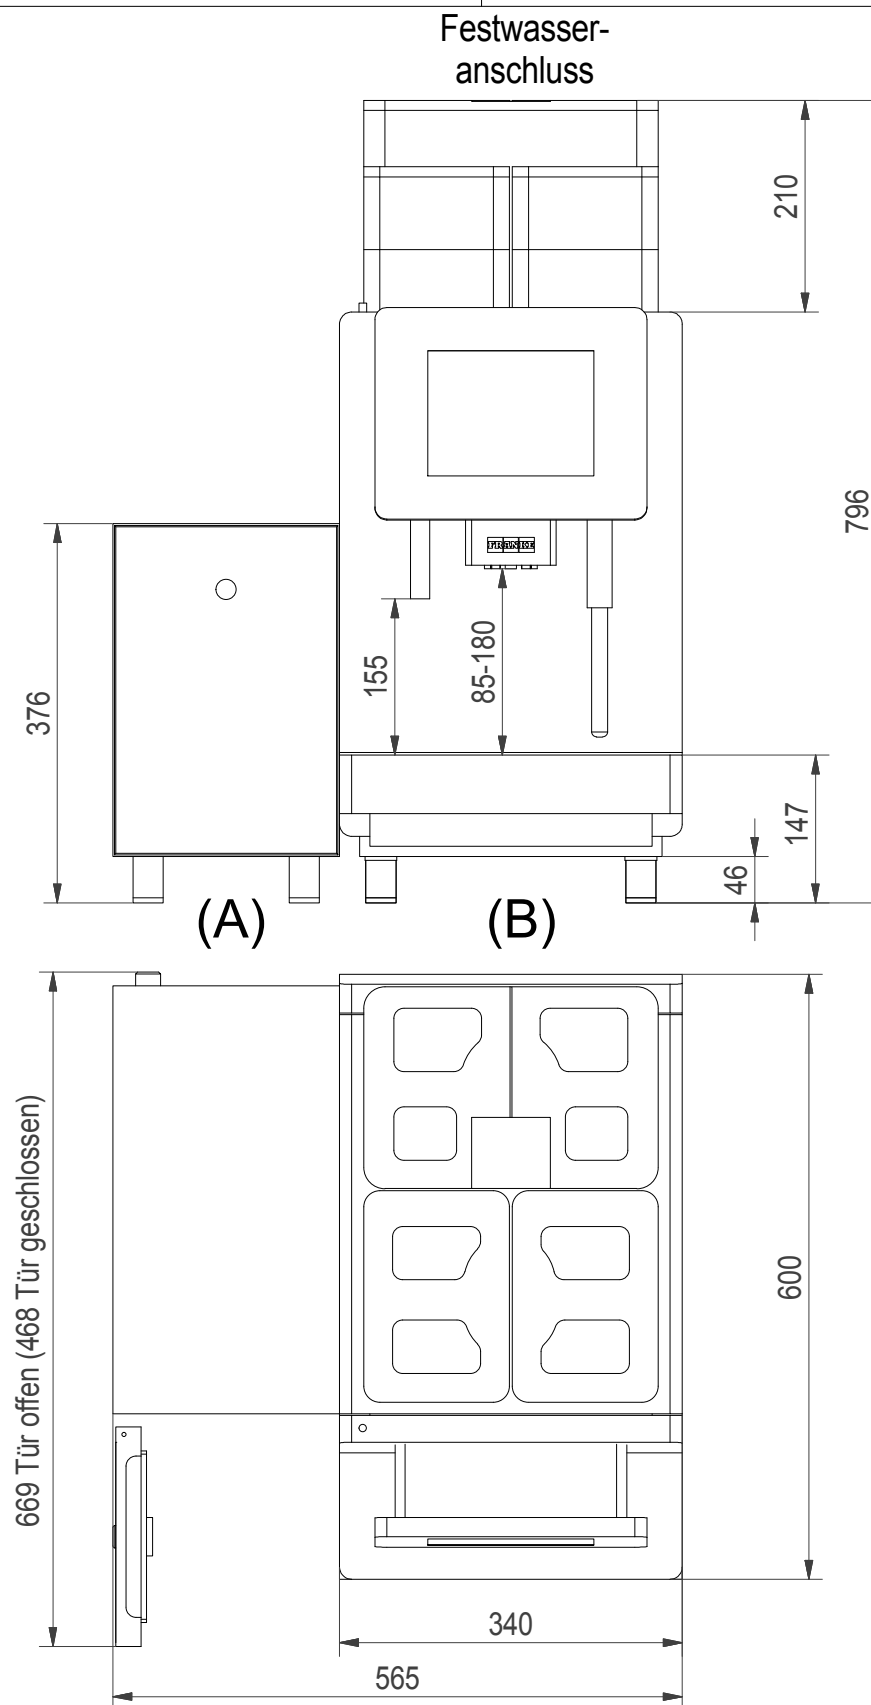 Festwasser-
anschluss
210
796
FRANKE
376
155
85-180
147
46
(A)
(B)
669 Tür offen (468 Tür geschlossen)
600
340
565